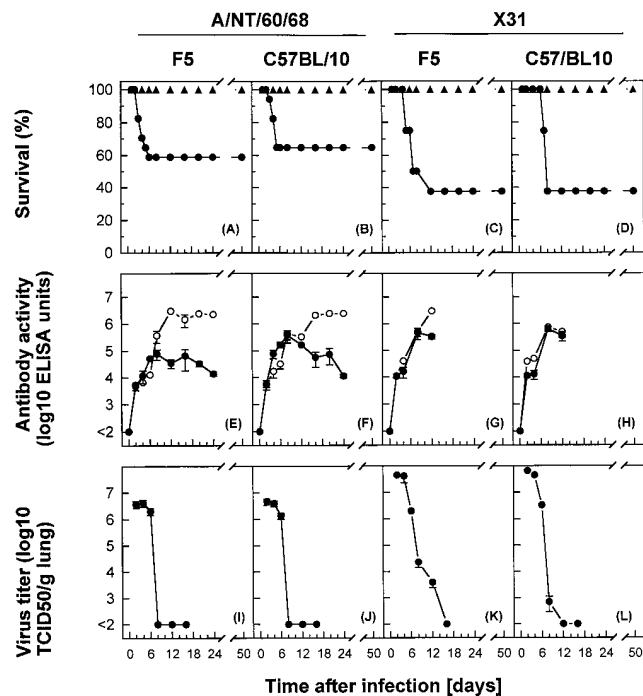 A/NT/60/68 X31
F5 C57BL/10 F5 C57/BL10
Survival (%)
100
80
60
40
20
0
(A) (B) (C) (D)
Antibody activity
(log10 ELISA units)
7
6
5
4
3
<2
(E) (F) (G) (H)
Virus titer (log10
TCID50/g lung)
7
6
5
4
3
<2
(I) (J) (K) (L)
0 6 12 18 24 50 0 6 12 18 24 50 0 6 12 18 24 50 0 6 12 18 24 50
Time after infection [days]